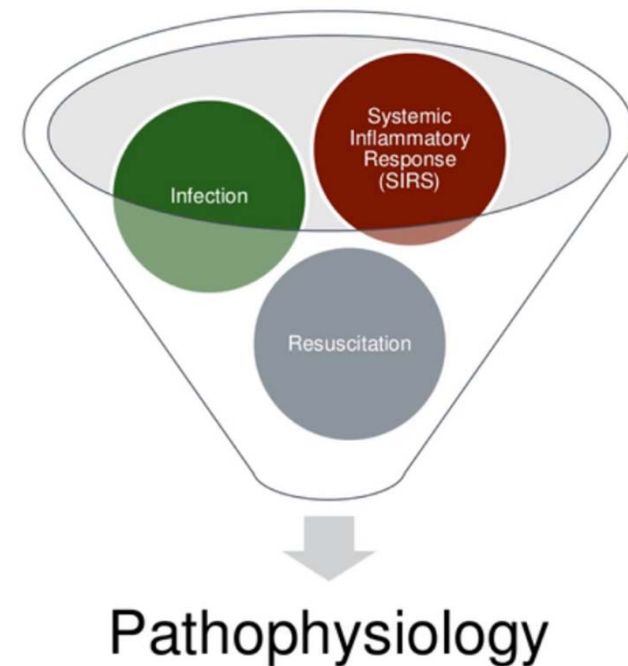 Systemic
Inflammatory
Response
(SIRS)
Infection
Resuscitation
Pathophysiology